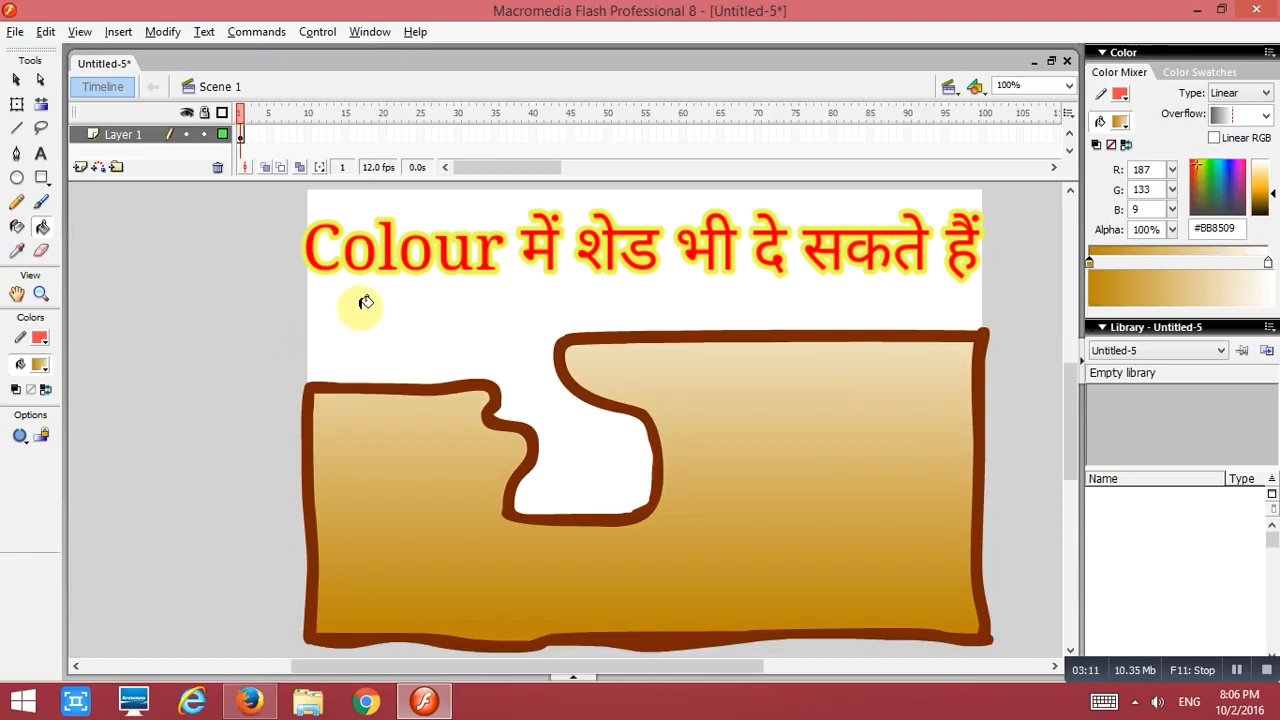 Macromedia Flash Professional 8 - [Untitled-5*]
File Edit View Insert Modify Text Commands Control Window Help
Tools
Untitled-5*
Timeline Scene 1 100%
1 5 10 15 20 25 30 35 40 45 50 55 60 65 70 75 80 85 90 95 100 105
Layer 1
1 12.0 fps 0.0s
View
Colors
Options
Colour में शेड भी दे सकते हैं
Color
Color Mixer Color Swatches
Type: Linear
Overflow:
Linear RGB
R: 187
G: 133
B: 9
Alpha: 100% #BB8509
Library - Untitled-5
Untitled-5
Empty library
Name Type
03:11 10.35 Mb F11: Stop
ENG 8:06 PM
10/2/2016